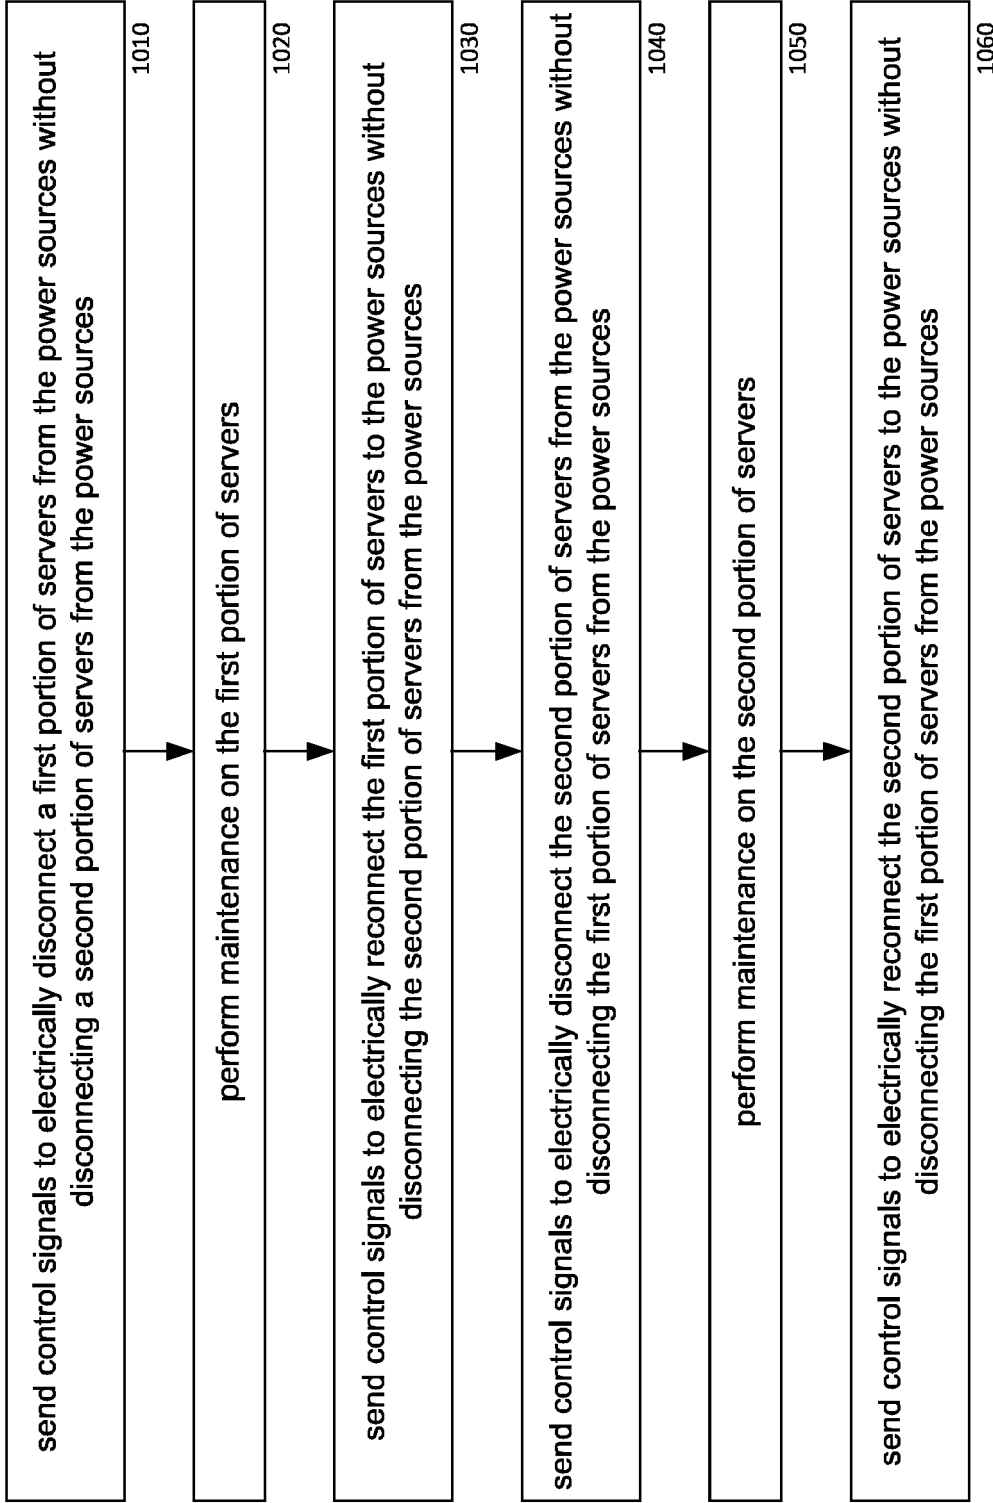 send control signals to electrically disconnect a first portion of servers from the power sources without
disconnecting a second portion of servers from the power sources
1010
perform maintenance on the first portion of servers
1020
send control signals to electrically reconnect the first portion of servers to the power sources without
disconnecting the second portion of servers from the power sources
1030
send control signals to electrically disconnect the second portion of servers from the power sources without
disconnecting the first portion of servers from the power sources
1040
perform maintenance on the second portion of servers
1050
send control signals to electrically reconnect the second portion of servers to the power sources without
disconnecting the first portion of servers from the power sources
1060